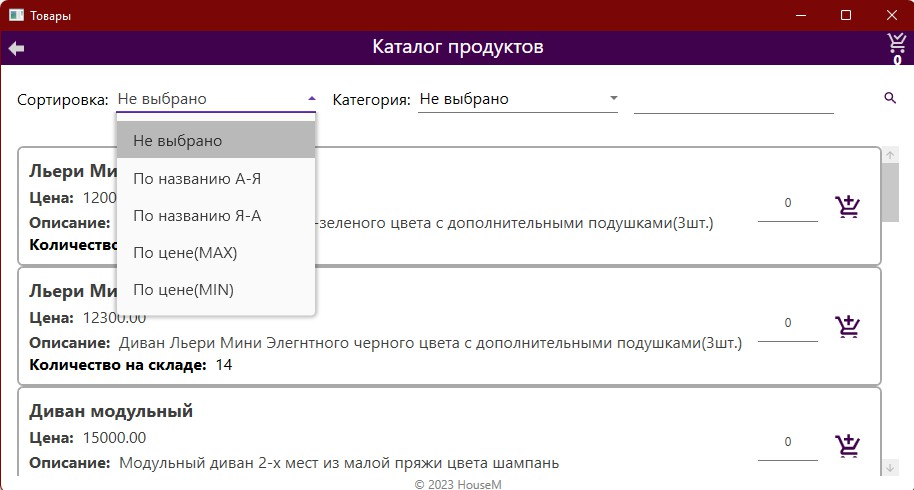 Товары
Каталог продуктов
0
Сортировка: Не выбрано Категория: Не выбрано
Не выбрано
По названию А-Я
По названию Я-А
По цене(MAX)
По цене(MIN)
Льери Ми
Цена: 1200
Описание: -зеленого цвета с дополнительными подушками(3шт.)
Количество
0
Льери Ми
Цена: 12300.00
Описание: Диван Льери Мини Элегнтного черного цвета с дополнительными подушками(3шт.)
Количество на складе: 14
0
Диван модульный
Цена: 15000.00
Описание: Модульный диван 2-х мест из малой пряжи цвета шампань
0
© 2023 HouseM